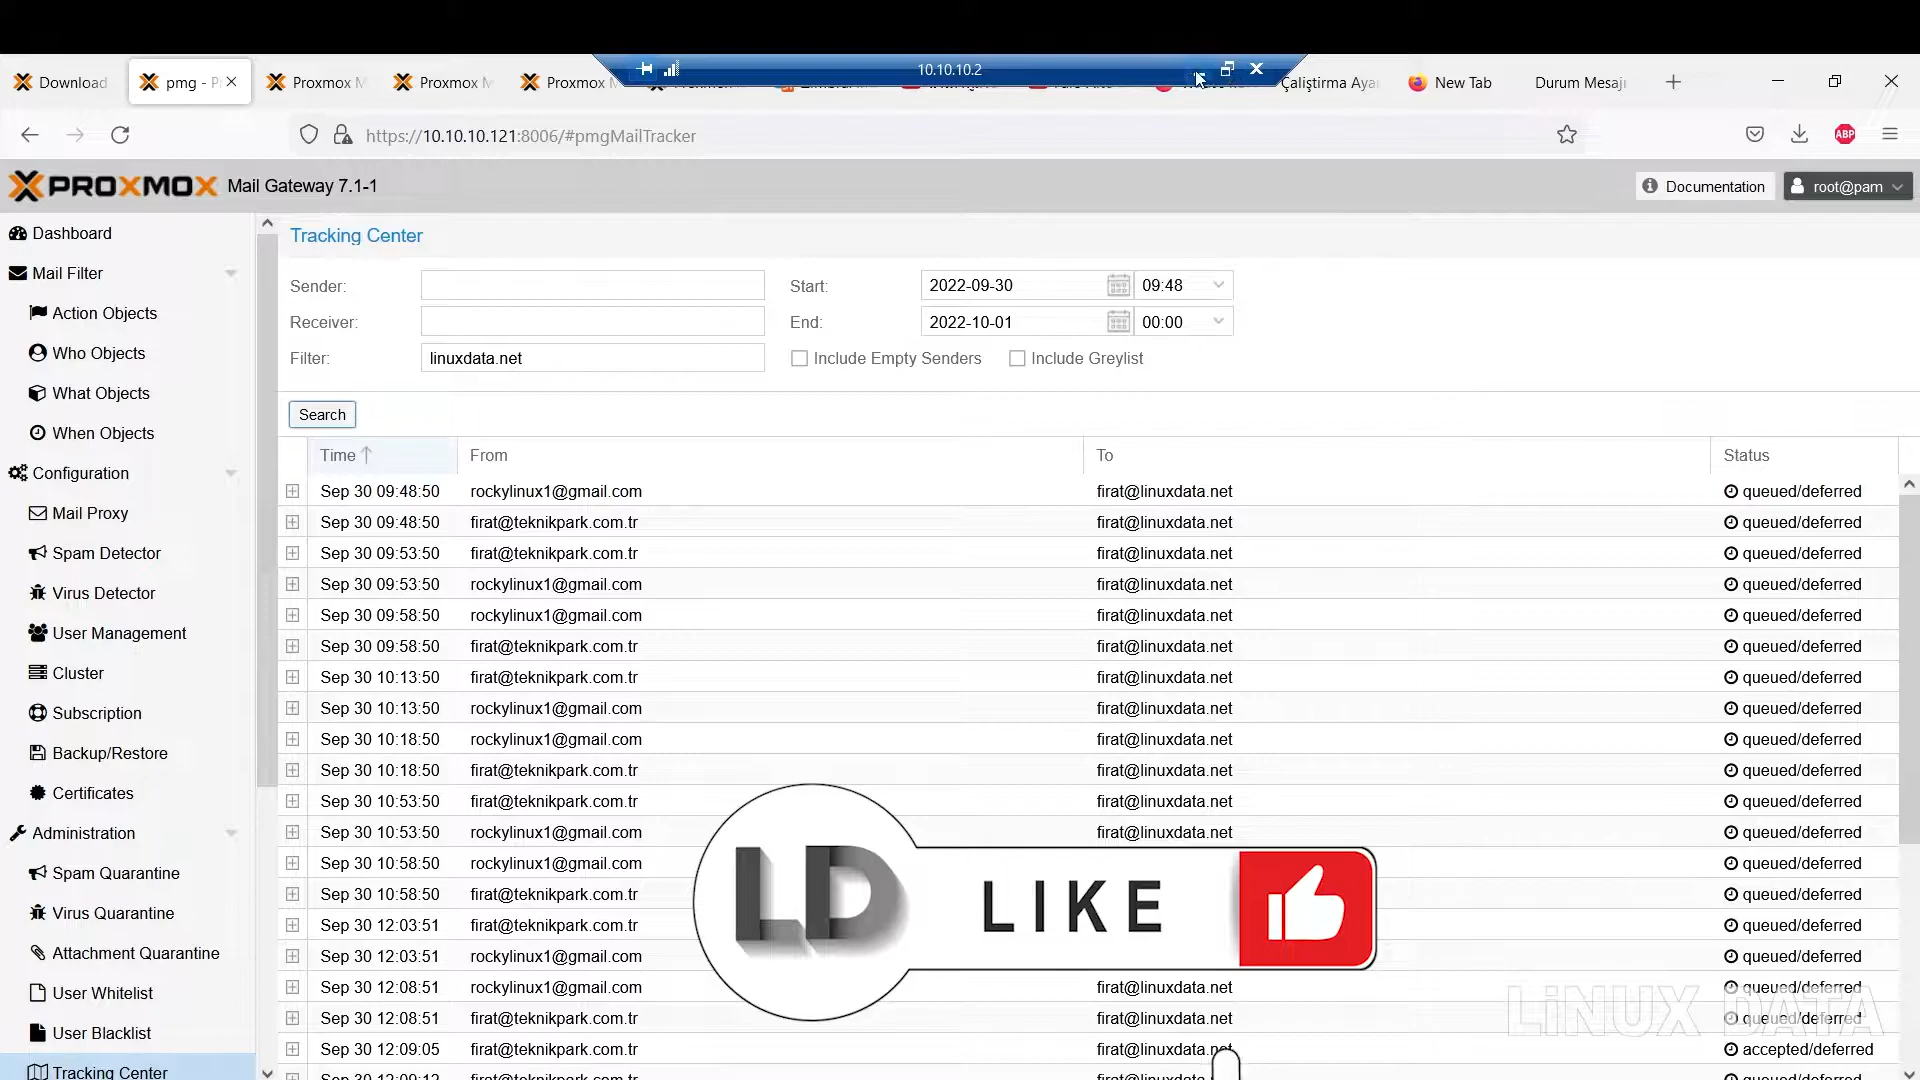 10.10.10.2
Download
pmg - P
Proxmox M
Proxmox M
Proxmox M
Çaliştirma Aya
New Tab
Durum Mesajı
https://10.10.10.121:8006/#pmgMailTracker
ABP
PROXMOX Mail Gateway 7.1-1
Documentation
root@pam
Dashboard
Mail Filter
Action Objects
Who Objects
What Objects
When Objects
Configuration
Mail Proxy
Spam Detector
Virus Detector
User Management
Cluster
Subscription
Backup/Restore
Certificates
Administration
Spam Quarantine
Virus Quarantine
Attachment Quarantine
User Whitelist
User Blacklist
Tracking Center
Tracking Center
Sender:
Start: 2022-09-30 09:48
Receiver:
End: 2022-10-01 00:00
Filter: linuxdata.net
Include Empty Senders
Include Greylist
Search
Time From To Status
Sep 30 09:48:50 rockylinux1@gmail.com firat@linuxdata.net queued/deferred
Sep 30 09:48:50 firat@teknikpark.com.tr firat@linuxdata.net queued/deferred
Sep 30 09:53:50 firat@teknikpark.com.tr firat@linuxdata.net queued/deferred
Sep 30 09:53:50 rockylinux1@gmail.com firat@linuxdata.net queued/deferred
Sep 30 09:58:50 rockylinux1@gmail.com firat@linuxdata.net queued/deferred
Sep 30 09:58:50 firat@teknikpark.com.tr firat@linuxdata.net queued/deferred
Sep 30 10:13:50 firat@teknikpark.com.tr firat@linuxdata.net queued/deferred
Sep 30 10:13:50 rockylinux1@gmail.com firat@linuxdata.net queued/deferred
Sep 30 10:18:50 rockylinux1@gmail.com firat@linuxdata.net queued/deferred
Sep 30 10:18:50 firat@teknikpark.com.tr firat@linuxdata.net queued/deferred
Sep 30 10:53:50 firat@teknikpark.com.tr firat@linuxdata.net queued/deferred
Sep 30 10:53:50 rockylinux1@gmail.com firat@linuxdata.net queued/deferred
Sep 30 10:58:50 rockylinux1@gmail.com queued/deferred
Sep 30 10:58:50 firat@teknikpark.com.tr queued/deferred
Sep 30 12:03:51 firat@teknikpark.com.tr queued/deferred
Sep 30 12:03:51 rockylinux1@gmail.com queued/deferred
Sep 30 12:08:51 rockylinux1@gmail.com firat@linuxdata.net queued/deferred
Sep 30 12:08:51 firat@teknikpark.com.tr firat@linuxdata.net queued/deferred
Sep 30 12:09:05 firat@teknikpark.com.tr firat@linuxdata.net accepted/deferred
LD
LIKE
LiNUX DATA